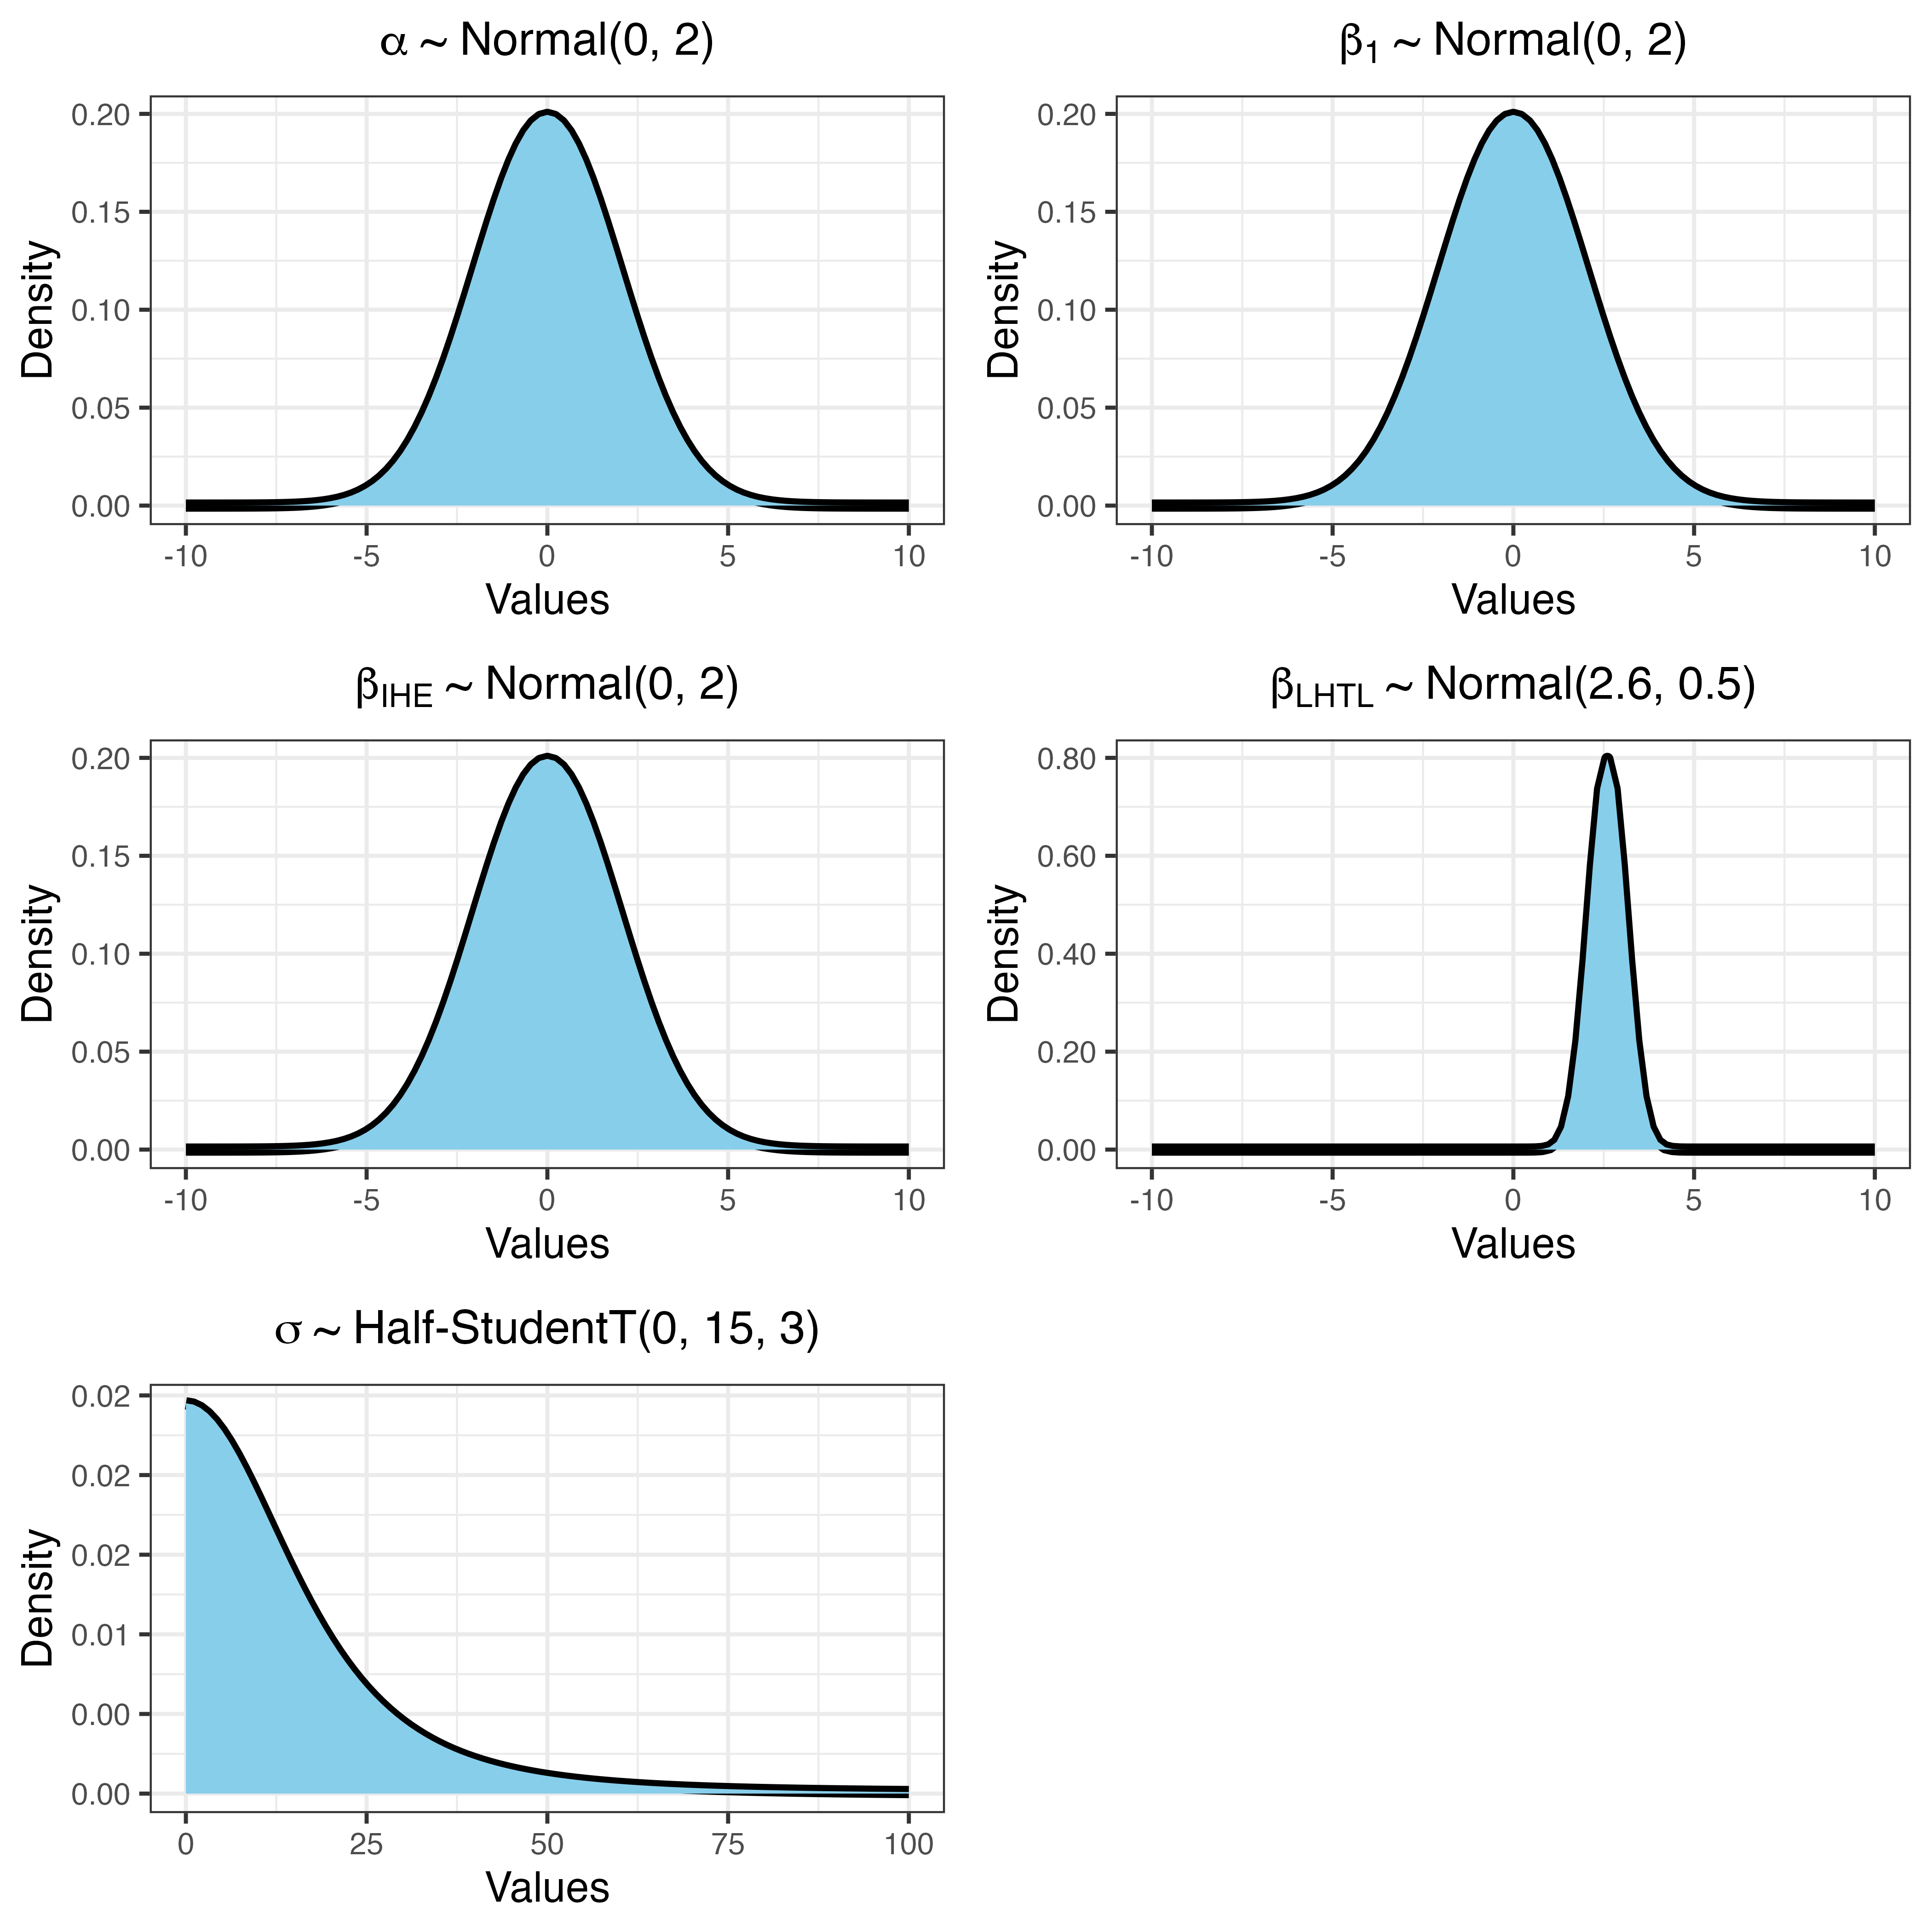 α ~ Normal(0, 2)
Density
0.20
0.15
0.10
0.05
0.00
-10 -5 0 5 10
Values
β1 ~ Normal(0, 2)
Density
0.20
0.15
0.10
0.05
0.00
-10 -5 0 5 10
Values
βIHE ~ Normal(0, 2)
Density
0.20
0.15
0.10
0.05
0.00
-10 -5 0 5 10
Values
βLHTL ~ Normal(2.6, 0.5)
Density
0.80
0.60
0.40
0.20
0.00
-10 -5 0 5 10
Values
σ ~ Half-StudentT(0, 15, 3)
Density
0.02
0.02
0.02
0.01
0.00
0.00
0 25 50 75 100
Values